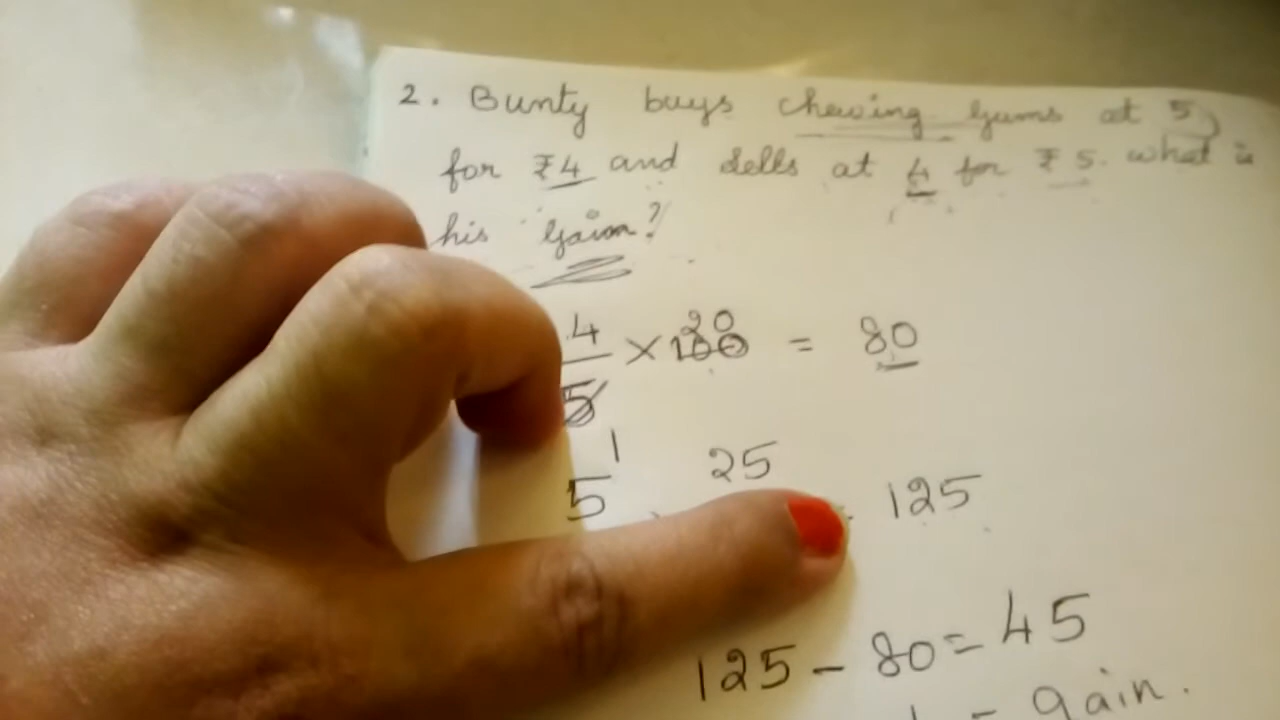 2. Bunty buys chewing gums at 5
for ₹4 and sells at 4 for ₹5. what is
his gain?
4/5 × 100 20 = 80
1
5 25 125
125 - 80 = 45
= gain.